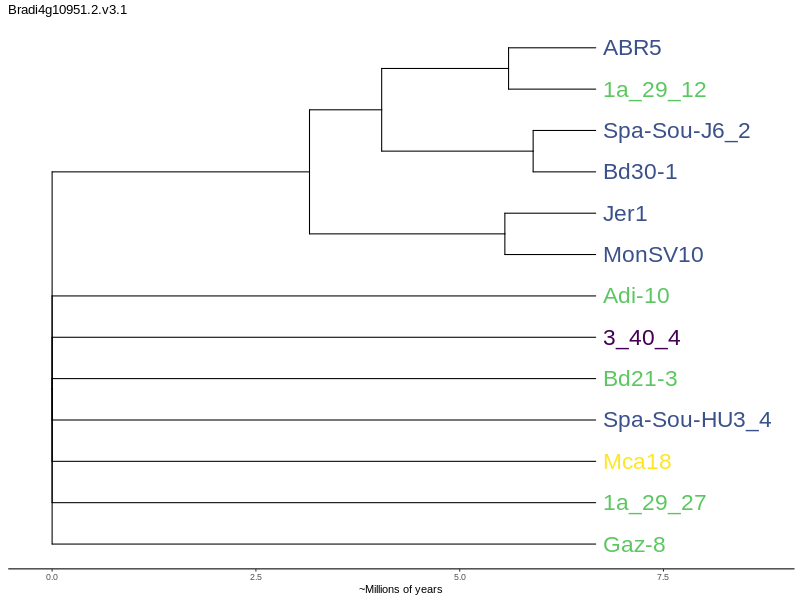 Bradi4g10951.2.v3.1
ABR5
1a_29_12
Spa-Sou-J6_2
Bd30-1
Jer1
MonSV10
Adi-10
3_40_4
Bd21-3
Spa-Sou-HU3_4
Mca18
1a_29_27
Gaz-8
0.0 2.5 5.0 7.5
~Millions of years